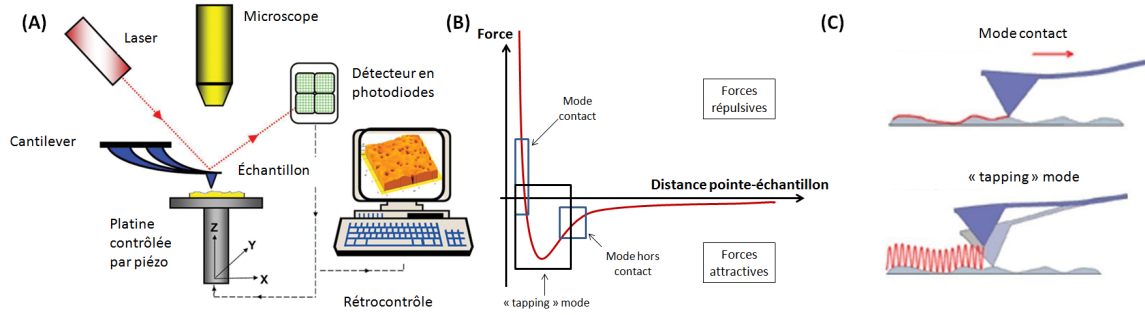 (A)
Microscope
Laser
Détecteur en
photodiodes
Cantilever
Échantillon
Platine
contrôlée
par piézo
Z
Y
X
Rétrocontrôle
(B)
Force
Mode
contact
Forces
répulsives
Distance pointe-échantillon
Mode hors
contact
Forces
attractives
« tapping » mode
(C)
Mode contact
« tapping » mode